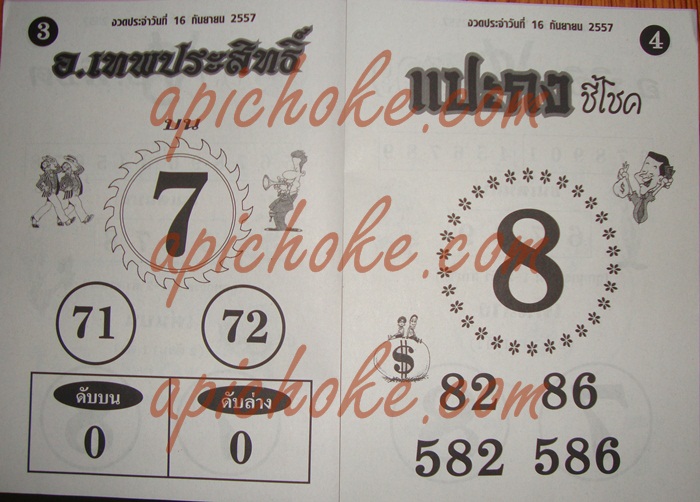 3
งวดประจำวันที่ 16 กันยายน 2557
อ.เทพประสิทธิ์
บน
7
71 72
ดับบน ดับล่าง
0 0
งวดประจำวันที่ 16 กันยายน 2557
4
แปะกง ชี้โชค
8
$
82 86
582 586
apichoke.com
apichoke.com
apichoke.com